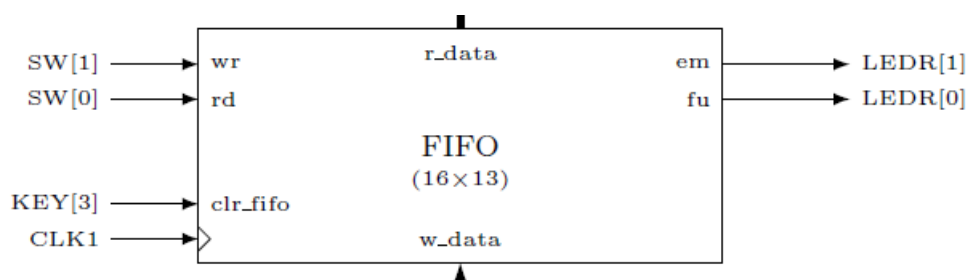 r_data
SW[1] wr em LEDR[1]
SW[0] rd fu LEDR[0]
FIFO
(16×13)
KEY[3] clr_fifo
CLK1 w_data